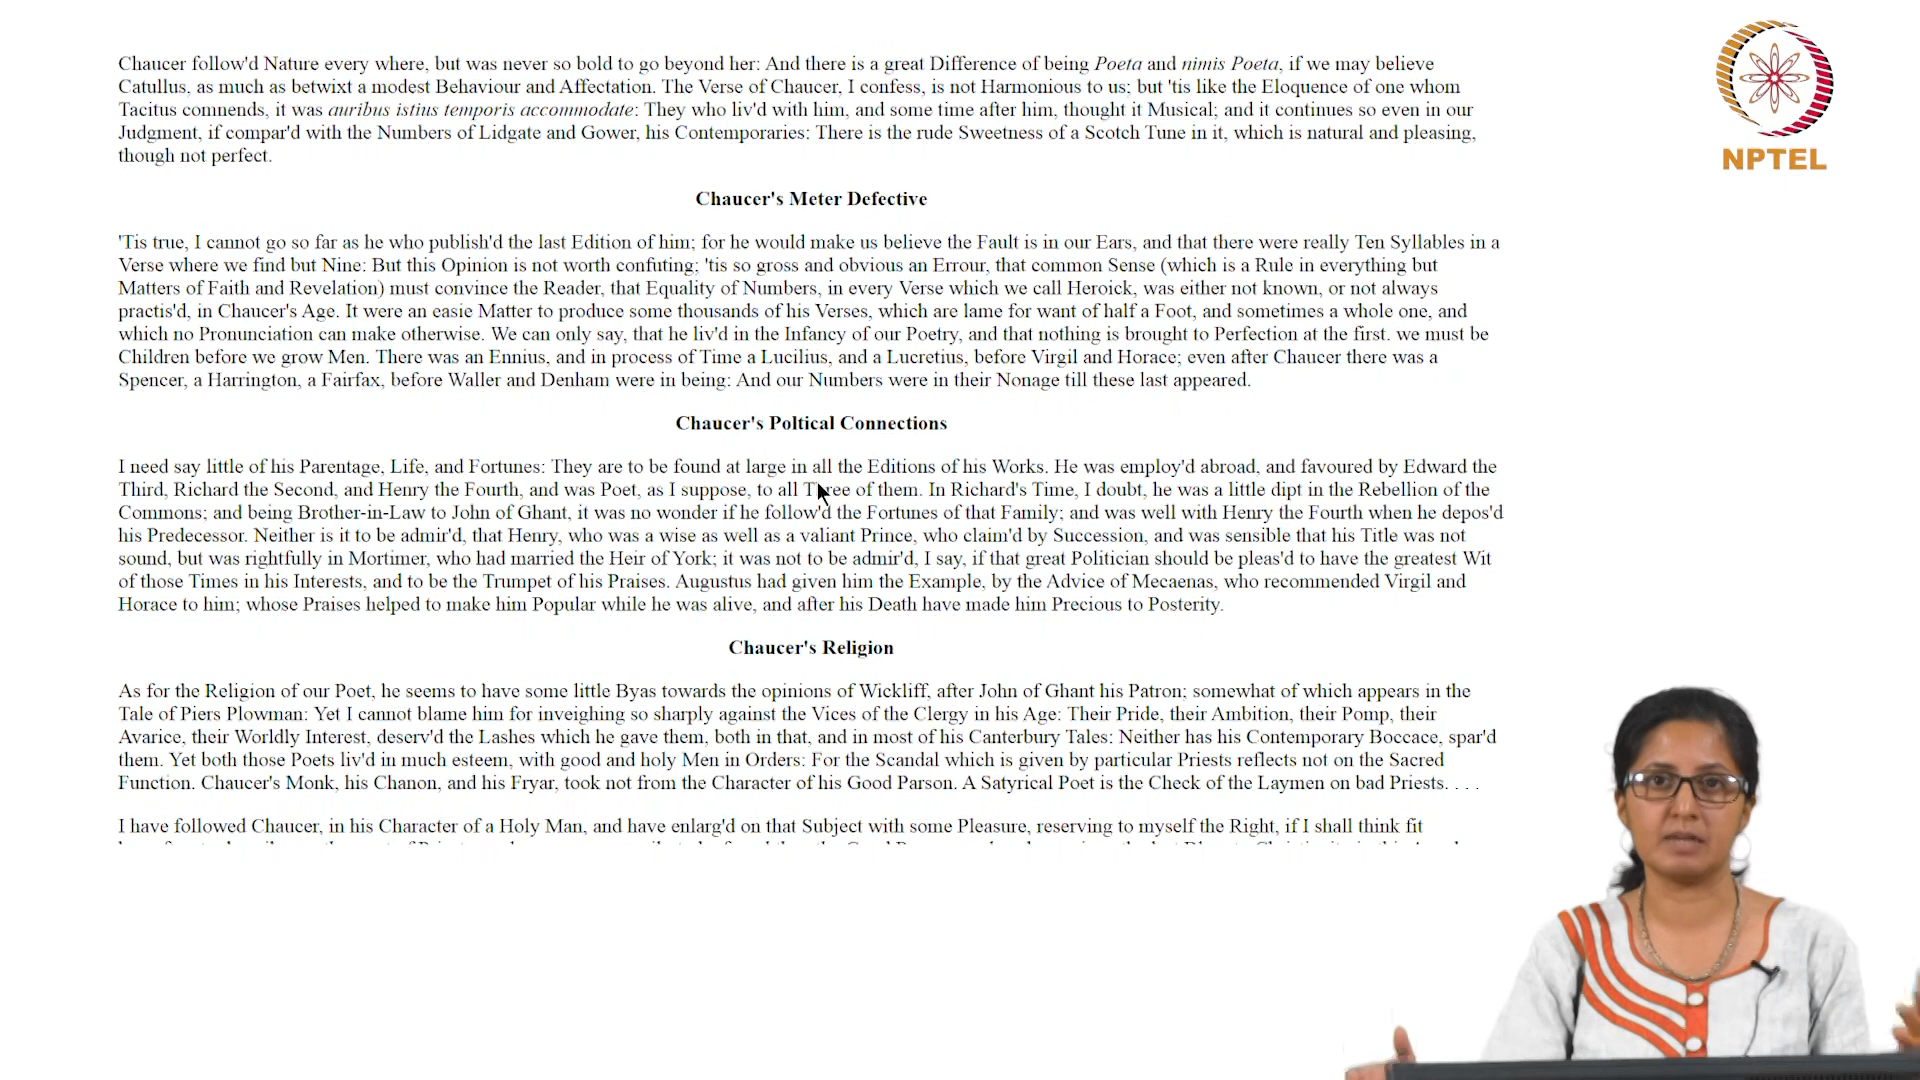 Chaucer follow'd Nature every where, but was never so bold to go beyond her: And there is a great Difference of being Poeta and nimis Poeta, if we may believe
Catullus, as much as betwixt a modest Behaviour and Affectation. The Verse of Chaucer, I confess, is not Harmonious to us; but 'tis like the Eloquence of one whom
Tacitus comnends, it was auribus istius temporis accommodate: They who liv'd with him, and some time after him, thought it Musical; and it continues so even in our
Judgment, if compar'd with the Numbers of Lidgate and Gower, his Contemporaries: There is the rude Sweetness of a Scotch Tune in it, which is natural and pleasing,
though not perfect.
Chaucer's Meter Defective
'Tis true, I cannot go so far as he who publish'd the last Edition of him; for he would make us believe the Fault is in our Ears, and that there were really Ten Syllables in a
Verse where we find but Nine: But this Opinion is not worth confuting; 'tis so gross and obvious an Errour, that common Sense (which is a Rule in everything but
Matters of Faith and Revelation) must convince the Reader, that Equality of Numbers, in every Verse which we call Heroick, was either not known, or not always
practis'd, in Chaucer's Age. It were an easie Matter to produce some thousands of his Verses, which are lame for want of half a Foot, and sometimes a whole one, and
which no Pronunciation can make otherwise. We can only say, that he liv'd in the Infancy of our Poetry, and that nothing is brought to Perfection at the first. we must be
Children before we grow Men. There was an Ennius, and in process of Time a Lucilius, and a Lucretius, before Virgil and Horace; even after Chaucer there was a
Spencer, a Harrington, a Fairfax, before Waller and Denham were in being: And our Numbers were in their Nonage till these last appeared.
Chaucer's Poltical Connections
I need say little of his Parentage, Life, and Fortunes: They are to be found at large in all the Editions of his Works. He was employ'd abroad, and favoured by Edward the
Third, Richard the Second, and Henry the Fourth, and was Poet, as I suppose, to all Three of them. In Richard's Time, I doubt, he was a little dipt in the Rebellion of the
Commons; and being Brother-in-Law to John of Ghant, it was no wonder if he follow'd the Fortunes of that Family; and was well with Henry the Fourth when he depos'd
his Predecessor. Neither is it to be admir'd, that Henry, who was a wise as well as a valiant Prince, who claim'd by Succession, and was sensible that his Title was not
sound, but was rightfully in Mortimer, who had married the Heir of York; it was not to be admir'd, I say, if that great Politician should be pleas'd to have the greatest Wit
of those Times in his Interests, and to be the Trumpet of his Praises. Augustus had given him the Example, by the Advice of Mecaenas, who recommended Virgil and
Horace to him; whose Praises helped to make him Popular while he was alive, and after his Death have made him Precious to Posterity.
Chaucer's Religion
As for the Religion of our Poet, he seems to have some little Byas towards the opinions of Wickliff, after John of Ghant his Patron; somewhat of which appears in the
Tale of Piers Plowman: Yet I cannot blame him for inveighing so sharply against the Vices of the Clergy in his Age: Their Pride, their Ambition, their Pomp, their
Avarice, their Worldly Interest, deserv'd the Lashes which he gave them, both in that, and in most of his Canterbury Tales: Neither has his Contemporary Boccace, spar'd
them. Yet both those Poets liv'd in much esteem, with good and holy Men in Orders: For the Scandal which is given by particular Priests reflects not on the Sacred
Function. Chaucer's Monk, his Chanon, and his Fryar, took not from the Character of his Good Parson. A Satyrical Poet is the Check of the Laymen on bad Priests. . . .
I have followed Chaucer, in his Character of a Holy Man, and have enlarg'd on that Subject with some Pleasure, reserving to myself the Right, if I shall think fit
NPTEL